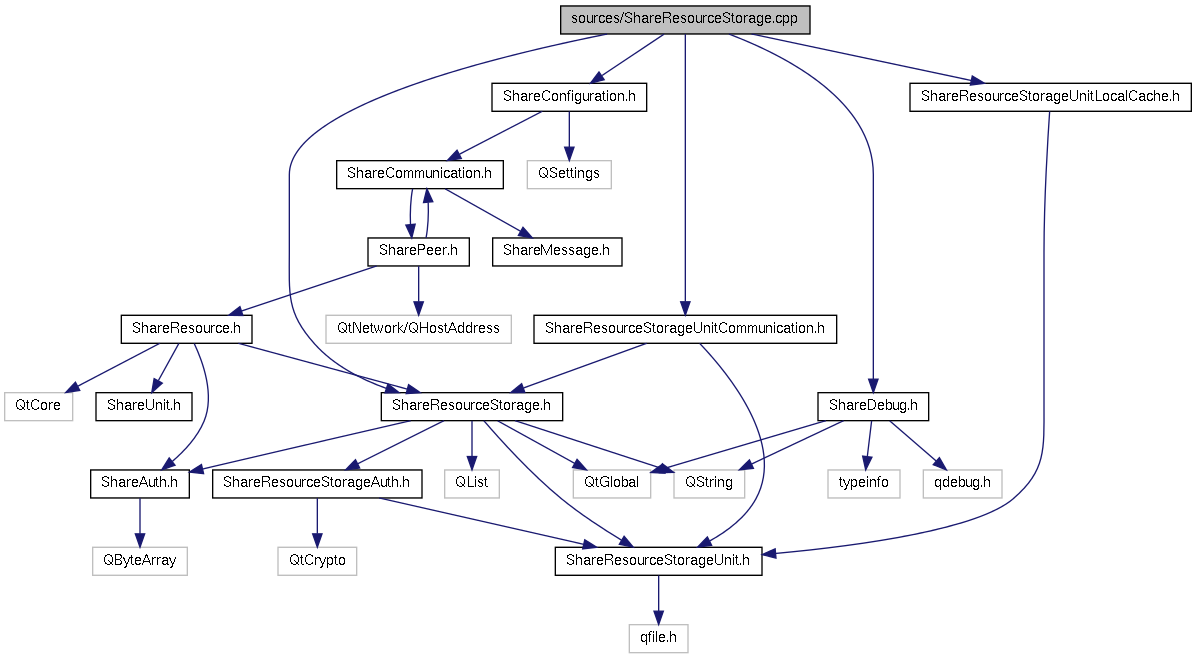 sources/ShareResourceStorage.cpp
ShareConfiguration.h
ShareResourceStorageUnitLocalCache.h
ShareCommunication.h
QSettings
SharePeer.h
ShareMessage.h
ShareResource.h
QtNetwork/QHostAddress
ShareResourceStorageUnitCommunication.h
QtCore
ShareUnit.h
ShareResourceStorage.h
ShareDebug.h
ShareAuth.h
ShareResourceStorageAuth.h
QList
QtGlobal
QString
typeinfo
qdebug.h
QByteArray
QtCrypto
ShareResourceStorageUnit.h
qfile.h